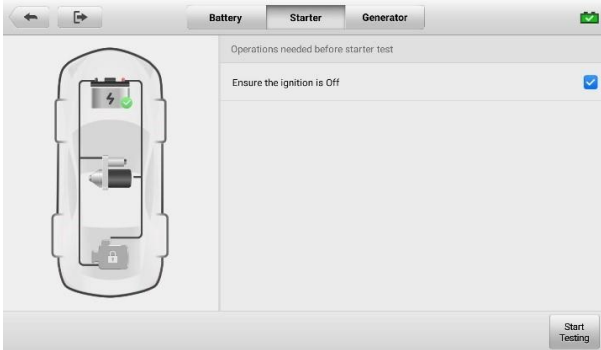 Battery
Starter
Generator
Operations needed before starter test
Ensure the ignition is Off
Start
Testing